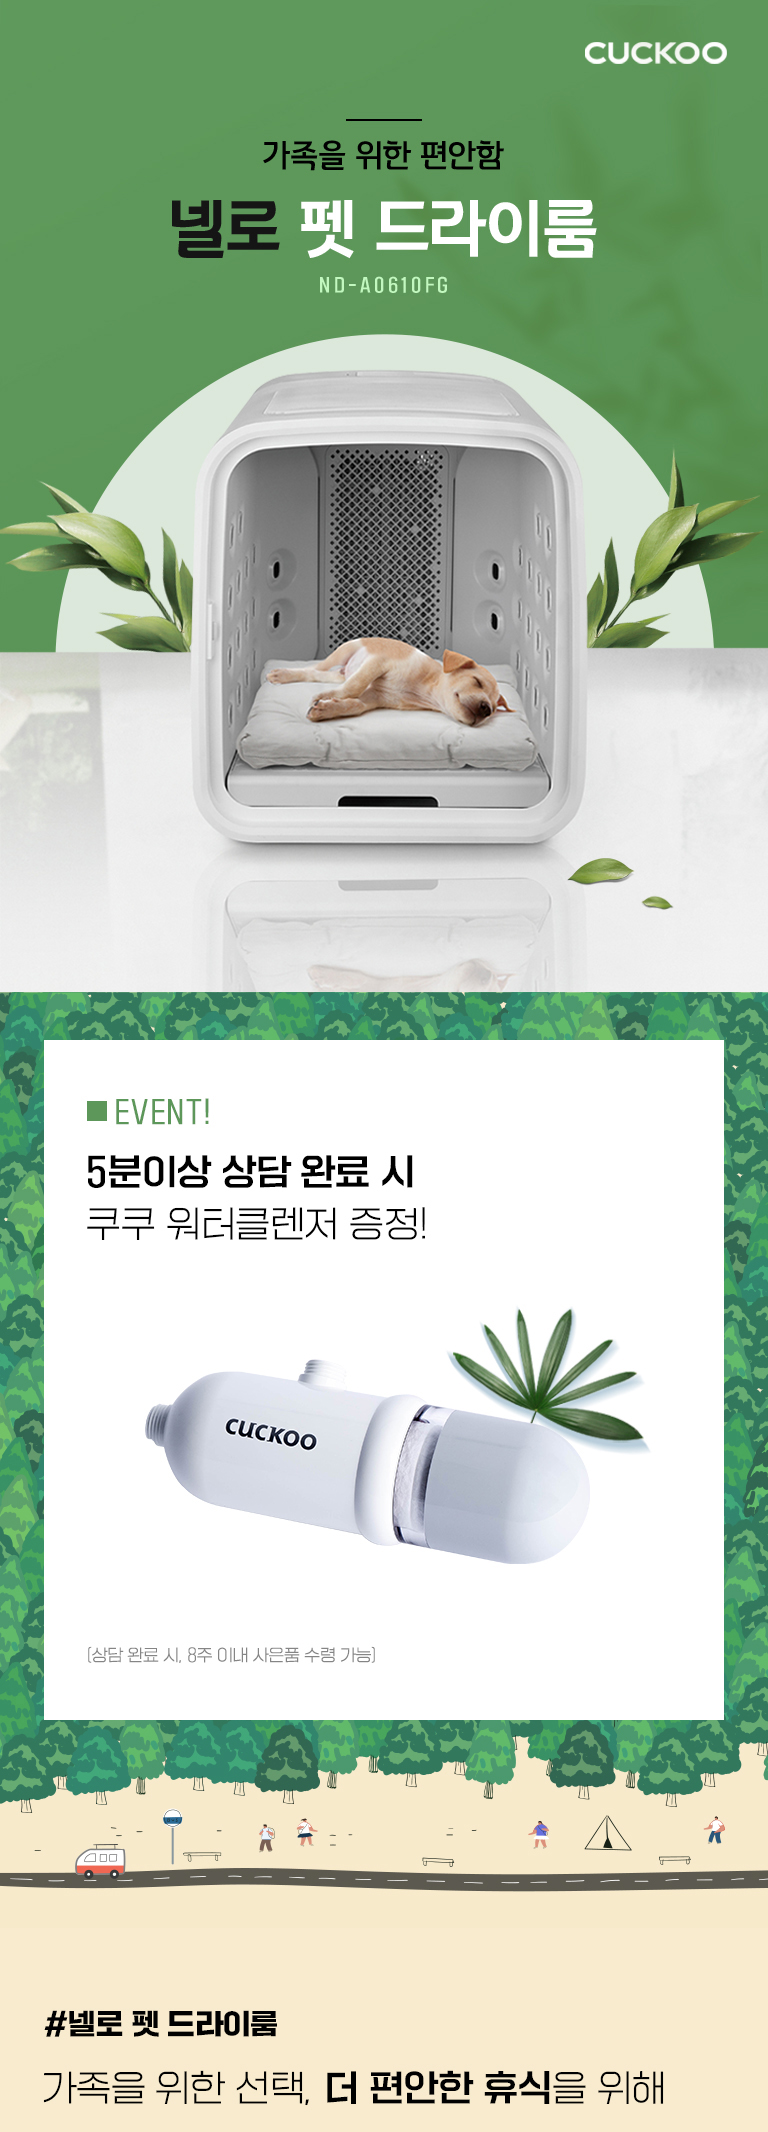 CUCKOO
가족을 위한 편안함
넬로 펫 드라이룸
ND-A0610FG
EVENT!
5분이상 상담 완료 시
쿠쿠 워터클렌저 증정!
CUCKOO
(상담 완료 시, 8주 이내 사은품 수령 가능)
#넬로 펫 드라이룸
가족을 위한 선택, 더 편안한 휴식을 위해